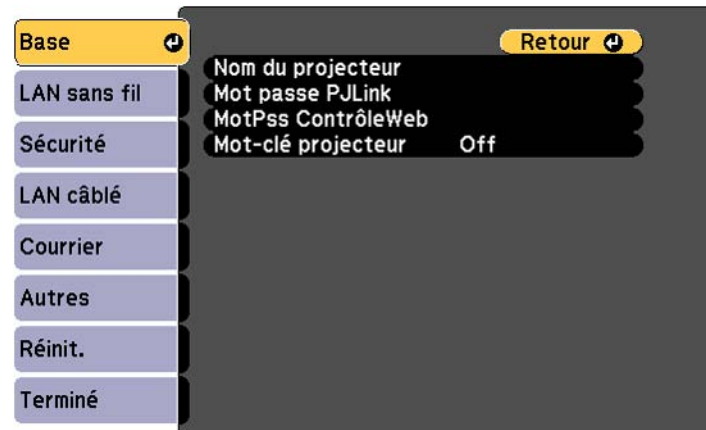 Base
LAN sans fil
Sécurité
LAN câblé
Courrier
Autres
Réinit.
Terminé
Retour
Nom du projecteur
Mot passe PJLink
MotPss ContrôleWeb
Mot-clé projecteur Off